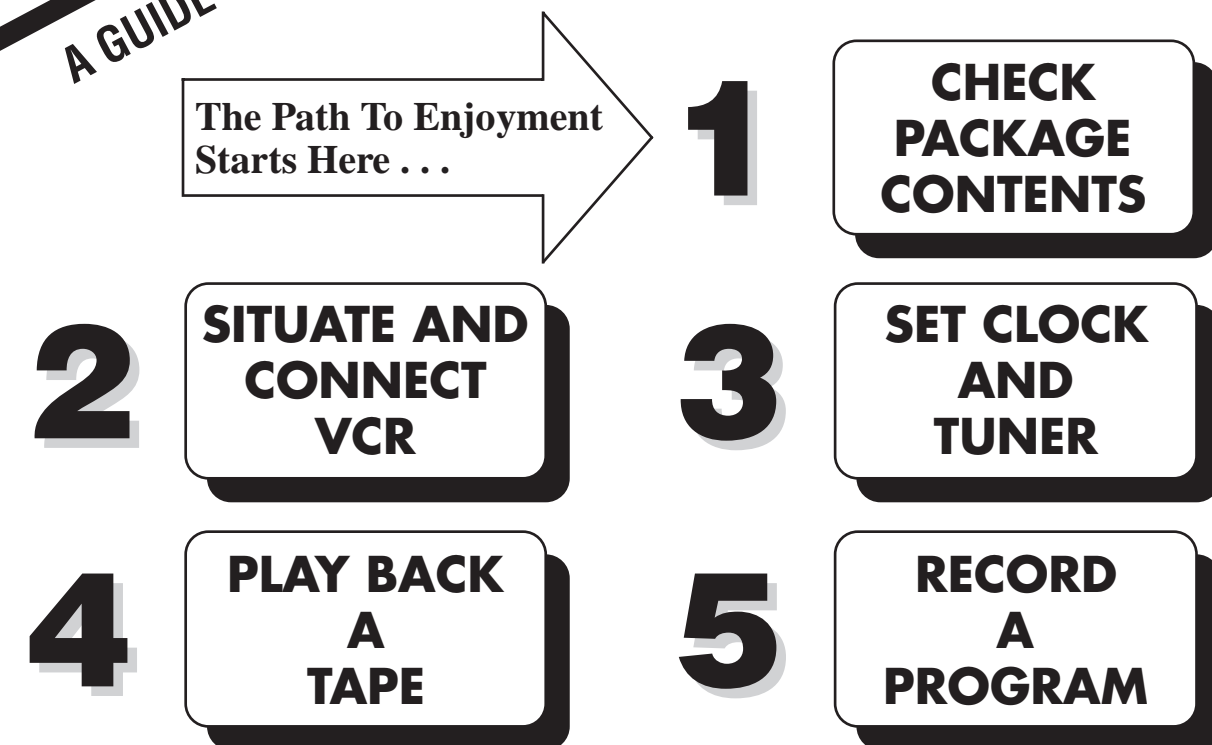 A GUIDE
The Path To Enjoyment
Starts Here . . .
1
CHECK
PACKAGE
CONTENTS
2
SITUATE AND
CONNECT
VCR
3
SET CLOCK
AND
TUNER
4
PLAY BACK
A
TAPE
5
RECORD
A
PROGRAM